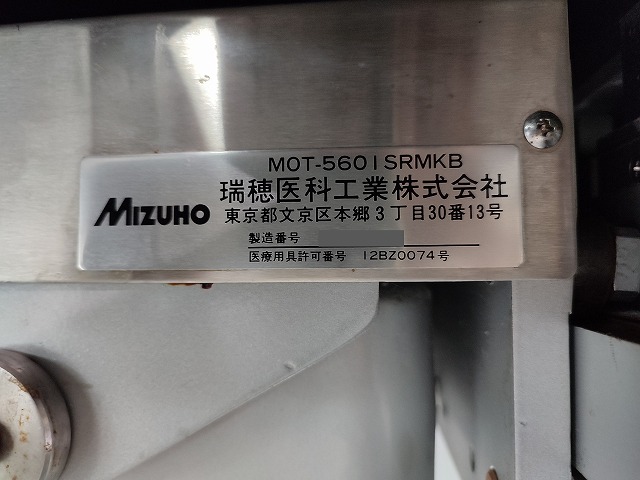 MOT-5601SRMKB
瑞穂医科工業株式会社
MIZUHO 東京都文京区本郷3丁目30番13号
製造番号
医療用具許可番号 12BZ0074号